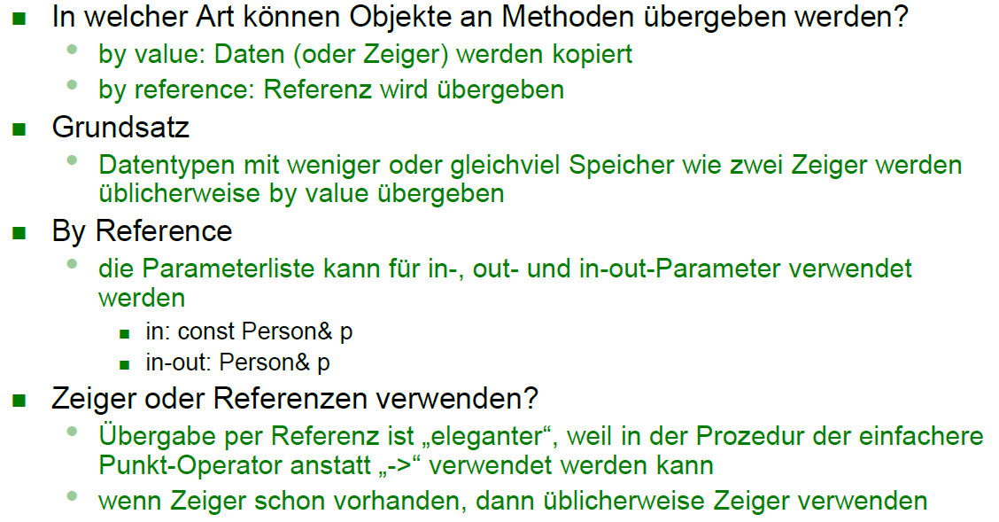 In welcher Art können Objekte an Methoden übergeben werden?
by value: Daten (oder Zeiger) werden kopiert
by reference: Referenz wird übergeben
Grundsatz
Datentypen mit weniger oder gleichviel Speicher wie zwei Zeiger werden
üblicherweise by value übergeben
By Reference
die Parameterliste kann für in-, out- und in-out-Parameter verwendet
werden
in: const Person& p
in-out: Person& p
Zeiger oder Referenzen verwenden?
Übergabe per Referenz ist „eleganter“, weil in der Prozedur der einfachere
Punkt-Operator anstatt „->“ verwendet werden kann
wenn Zeiger schon vorhanden, dann üblicherweise Zeiger verwenden